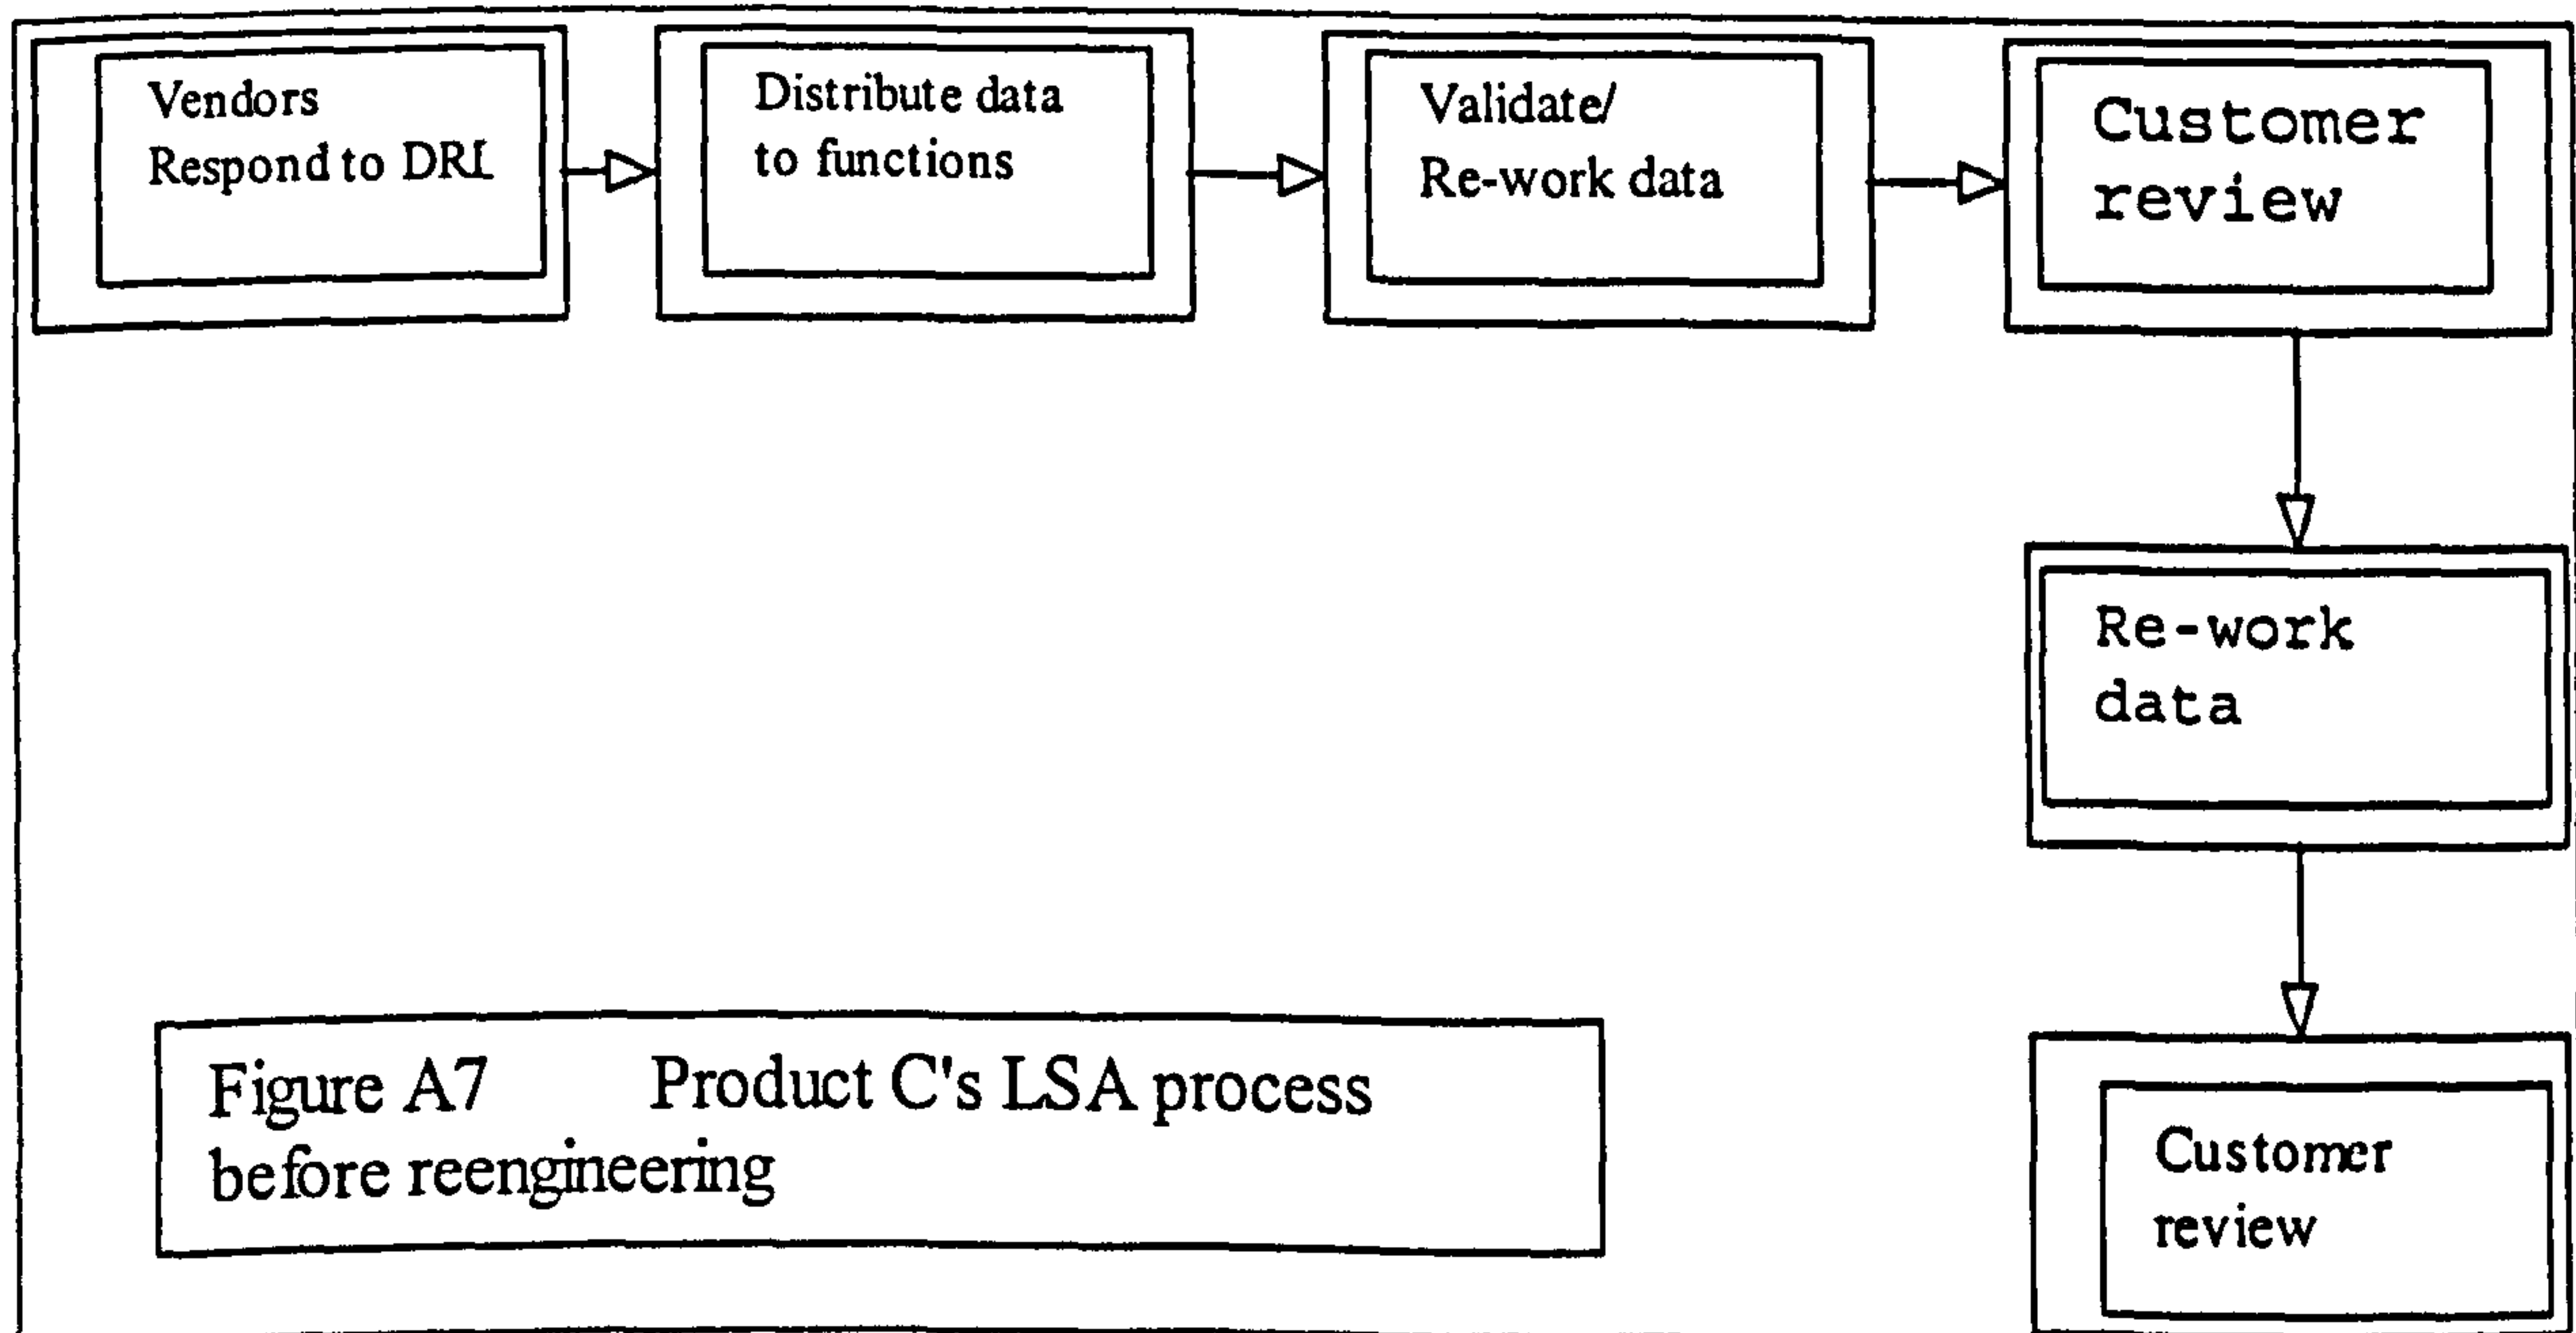 Vendors
Respond to DRL
Distribute data
to functions
Validate/
Re-work data
Customer
review
Re-work
data
Customer
review
Figure A7 Product C's LSA process
before reengineering